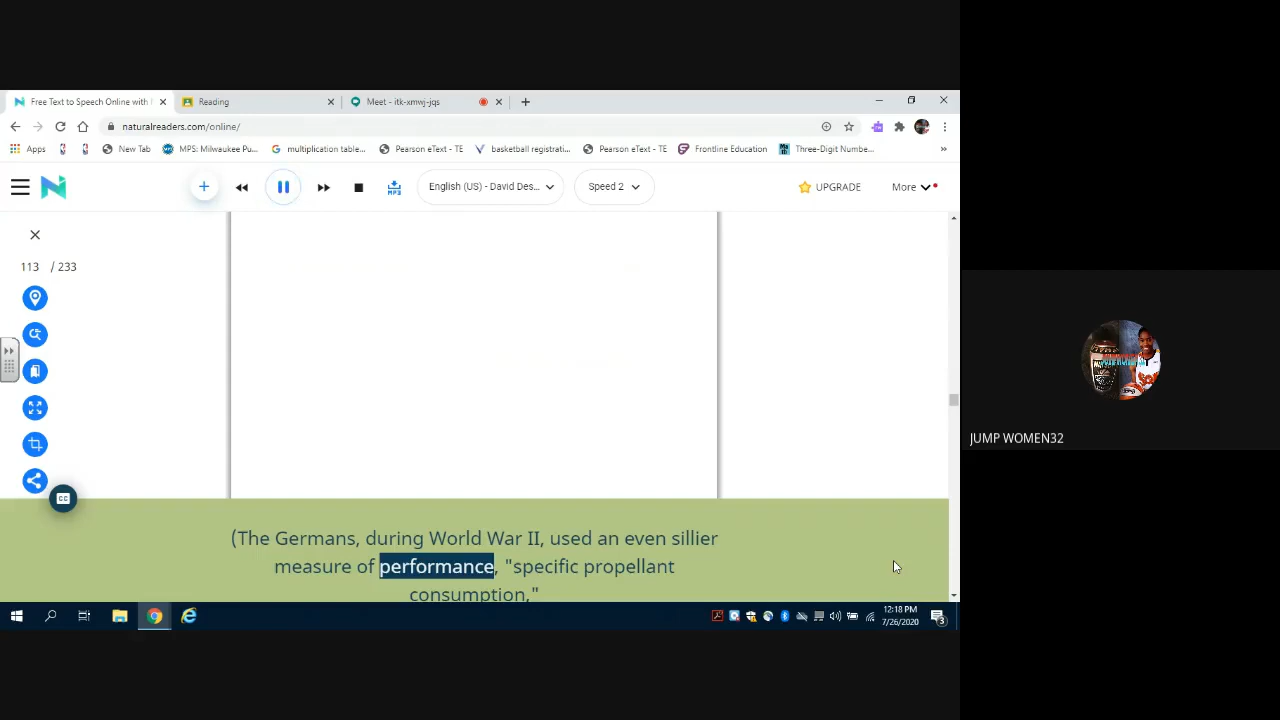 Free Text to Speech Online with
Reading
Meet - itk-xmwj-jqs
naturalreaders.com/online/
Apps
New Tab
MPS: Milwaukee Pu...
multiplication table...
Pearson eText - TE
basketball registrati...
Pearson eText - TE
Frontline Education
Three-Digit Numbe...
»
MP3
English (US) - David Des...
Speed 2
UPGRADE
More
113 / 233
CC
(The Germans, during World War II, used an even sillier
measure of performance, "specific propellant
consumption,"
12:18 PM
7/26/2020
3
JUMP WOMEN32